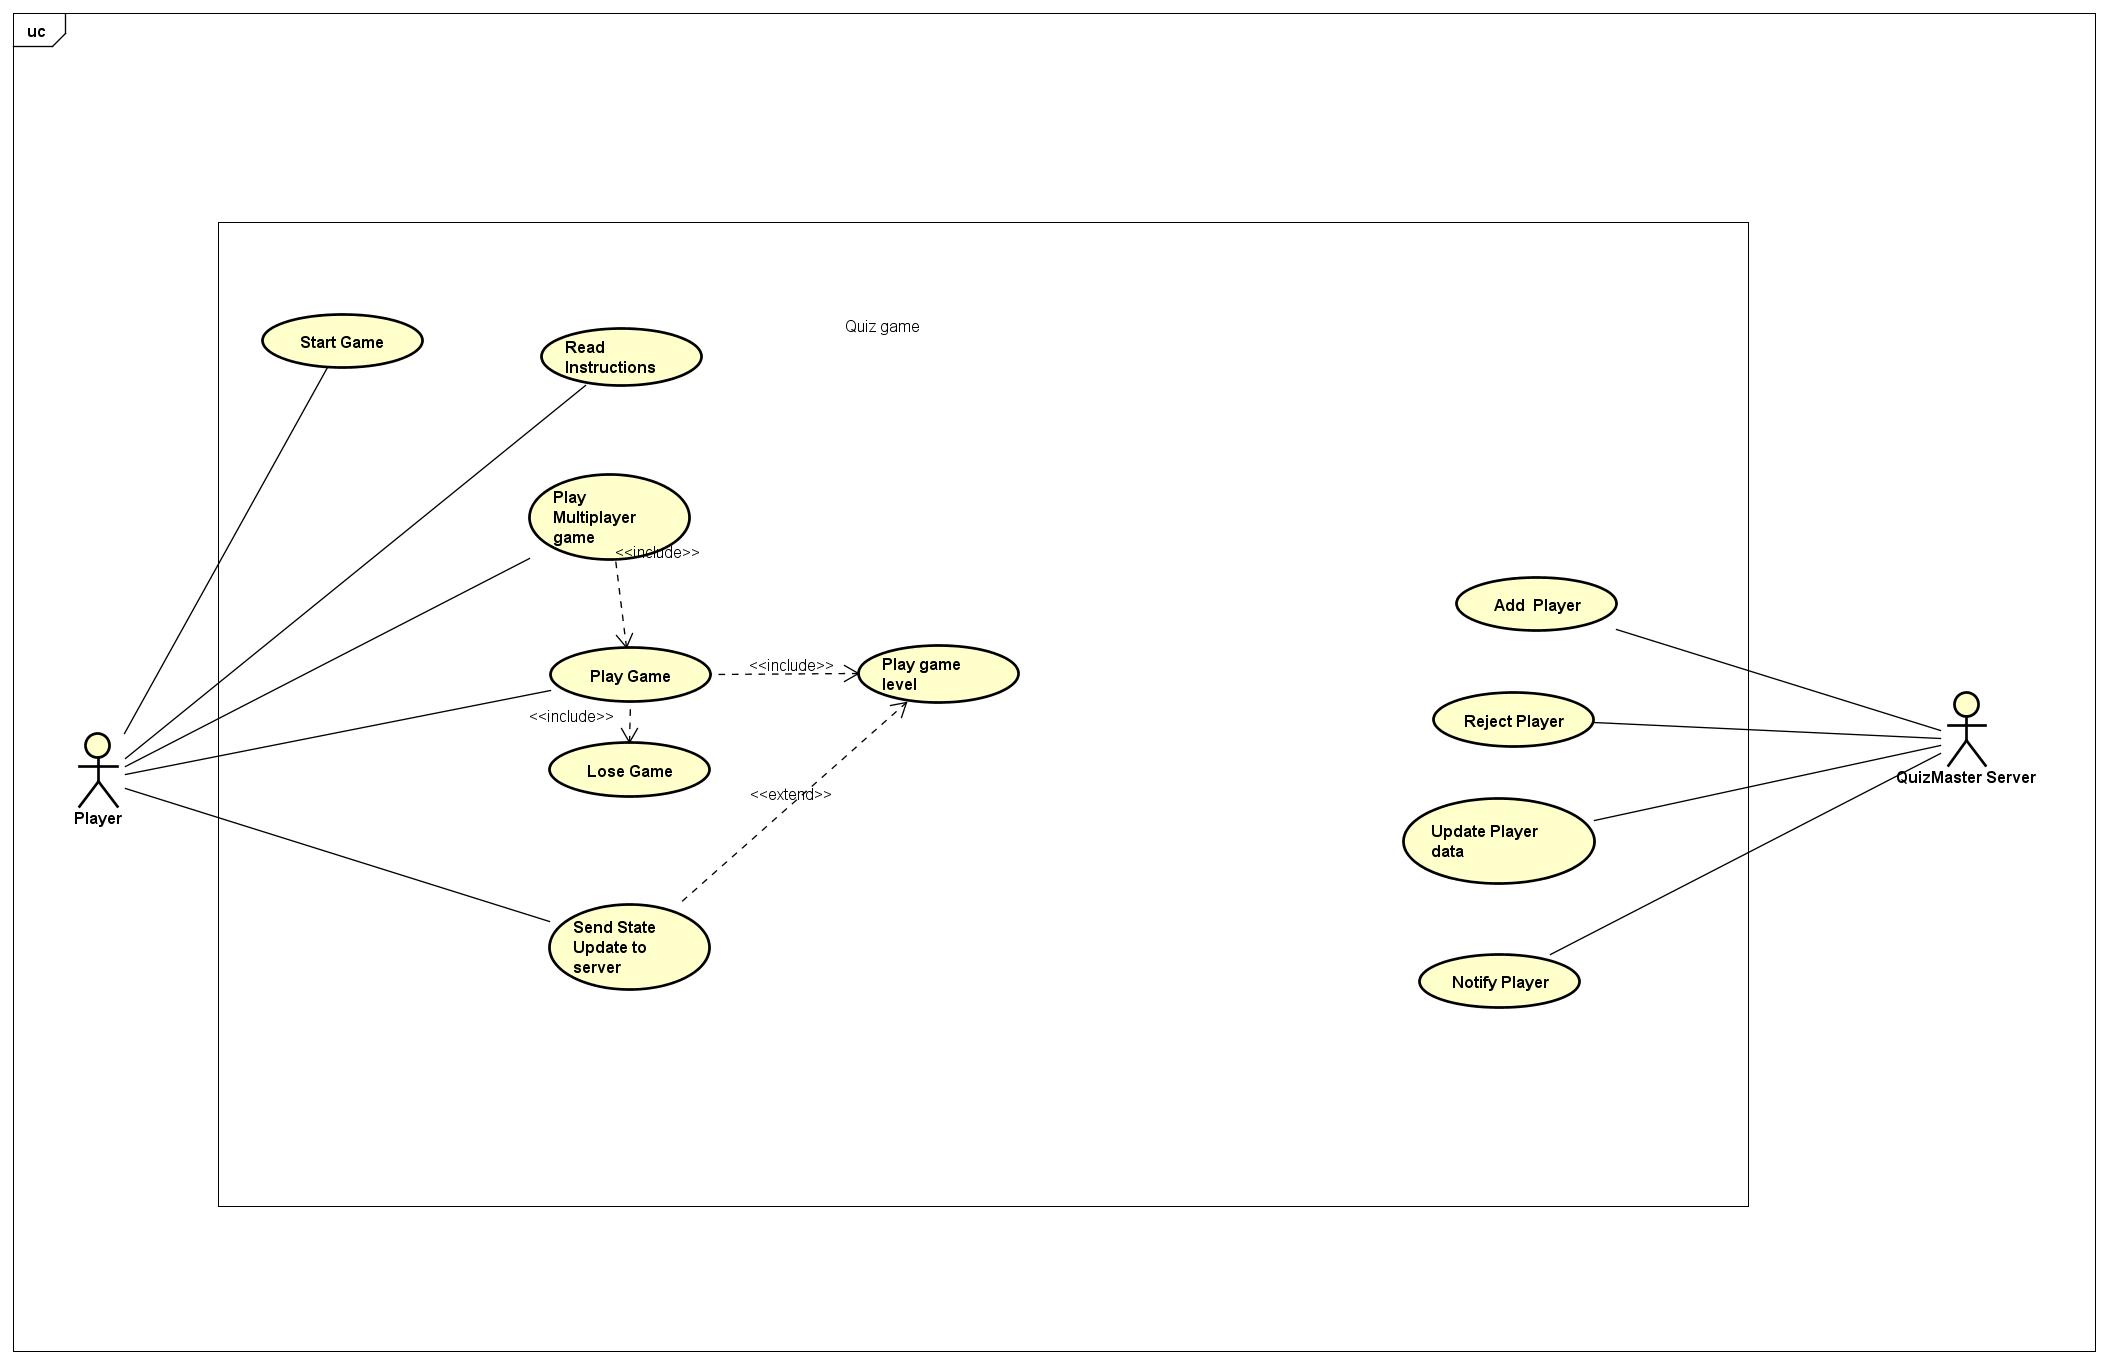 uc
Quiz game
Start Game
Read
Instructions
Play
Multiplayer
game
<<include>>
Play Game
<<include>>
Play game
level
<<include>>
Lose Game
<<extend>>
Send State
Update to
server
Player
Add  Player
Reject Player
Update Player
data
Notify Player
QuizMaster Server